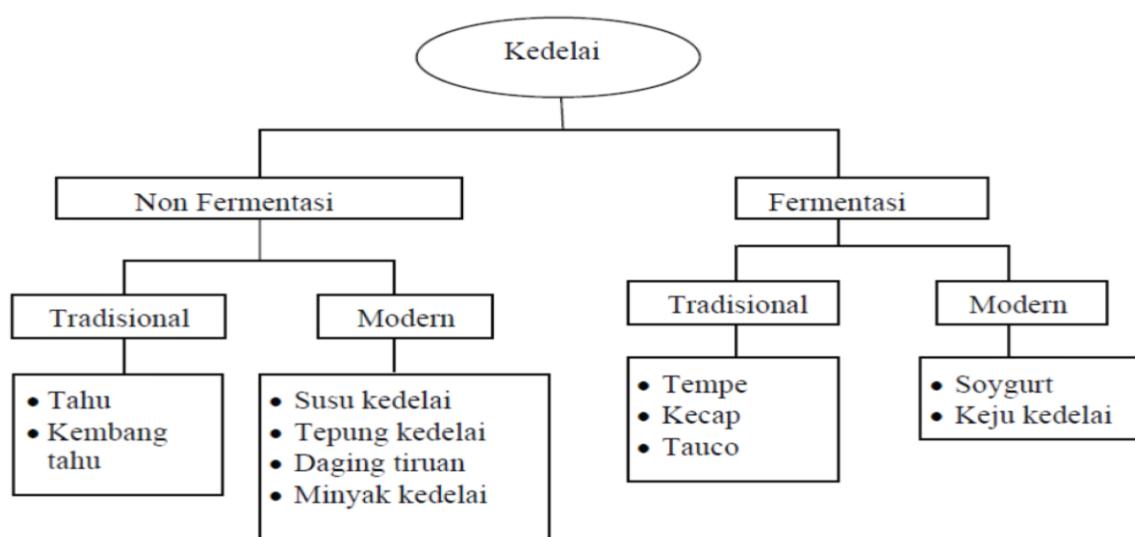 Kedelai
Non Fermentasi
Fermentasi
Tradisional
Modern
Tradisional
Modern
• Tahu
• Kembang
tahu
• Susu kedelai
• Tepung kedelai
• Daging tiruan
• Minyak kedelai
• Tempe
• Kecap
• Tauco
• Soygurt
• Keju kedelai